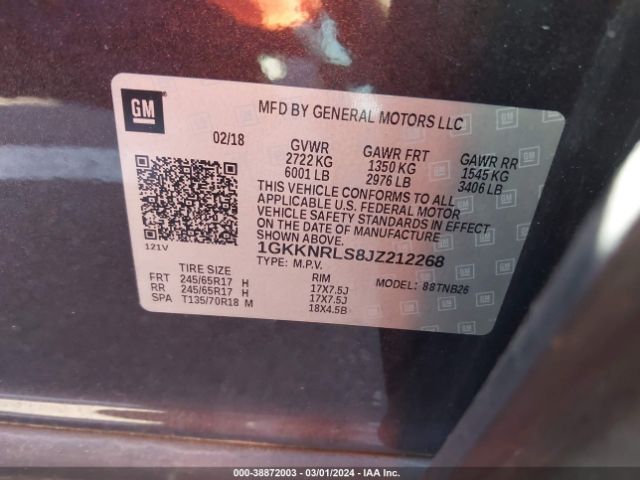 GM
MFD BY GENERAL MOTORS LLC
02/18 GVWR GAWR FRT GAWR RR
2722 KG 1350 KG 1545 KG
6001 LB 2976 LB 3406 LB
THIS VEHICLE CONFORMS TO ALL
APPLICABLE U.S. FEDERAL MOTOR
VEHICLE SAFETY STANDARDS IN EFFECT
ON THE DATE OF MANUFACTURE
SHOWN ABOVE.
121V
1GKKNRLS8JZ212268
TYPE: M.P.V. MODEL: 88TNB26
TIRE SIZE RIM
FRT 245/65R17 H 17X7.5J
RR 245/65R17 H 17X7.5J
SPA T135/70R18 M 18X4.5B
000-38872003 — 03/01/2024 — IAA Inc.